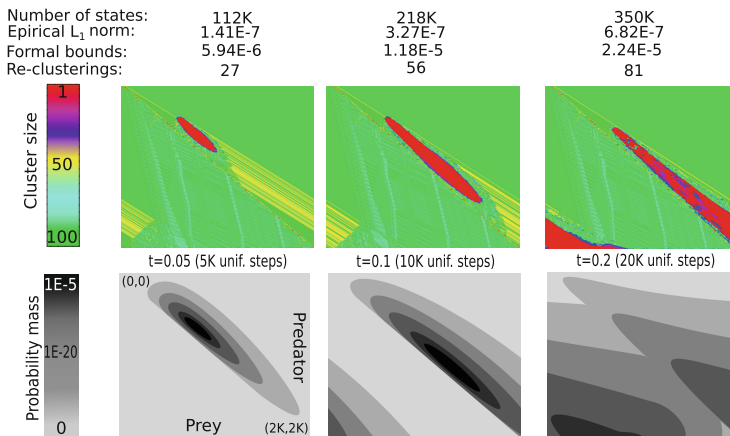 Number of states: 112K 218K 350K
Epirical L1 norm: 1.41E-7 3.27E-7 6.82E-7
Formal bounds: 5.94E-6 1.18E-5 2.24E-5
Re-clusterings: 27 56 81
Cluster size
1
50
100
t=0.05 (5K unif. steps) t=0.1 (10K unif. steps) t=0.2 (20K unif. steps)
Probability mass
1E-5
1E-20
0
(0,0)
Predator
Prey
(2K,2K)